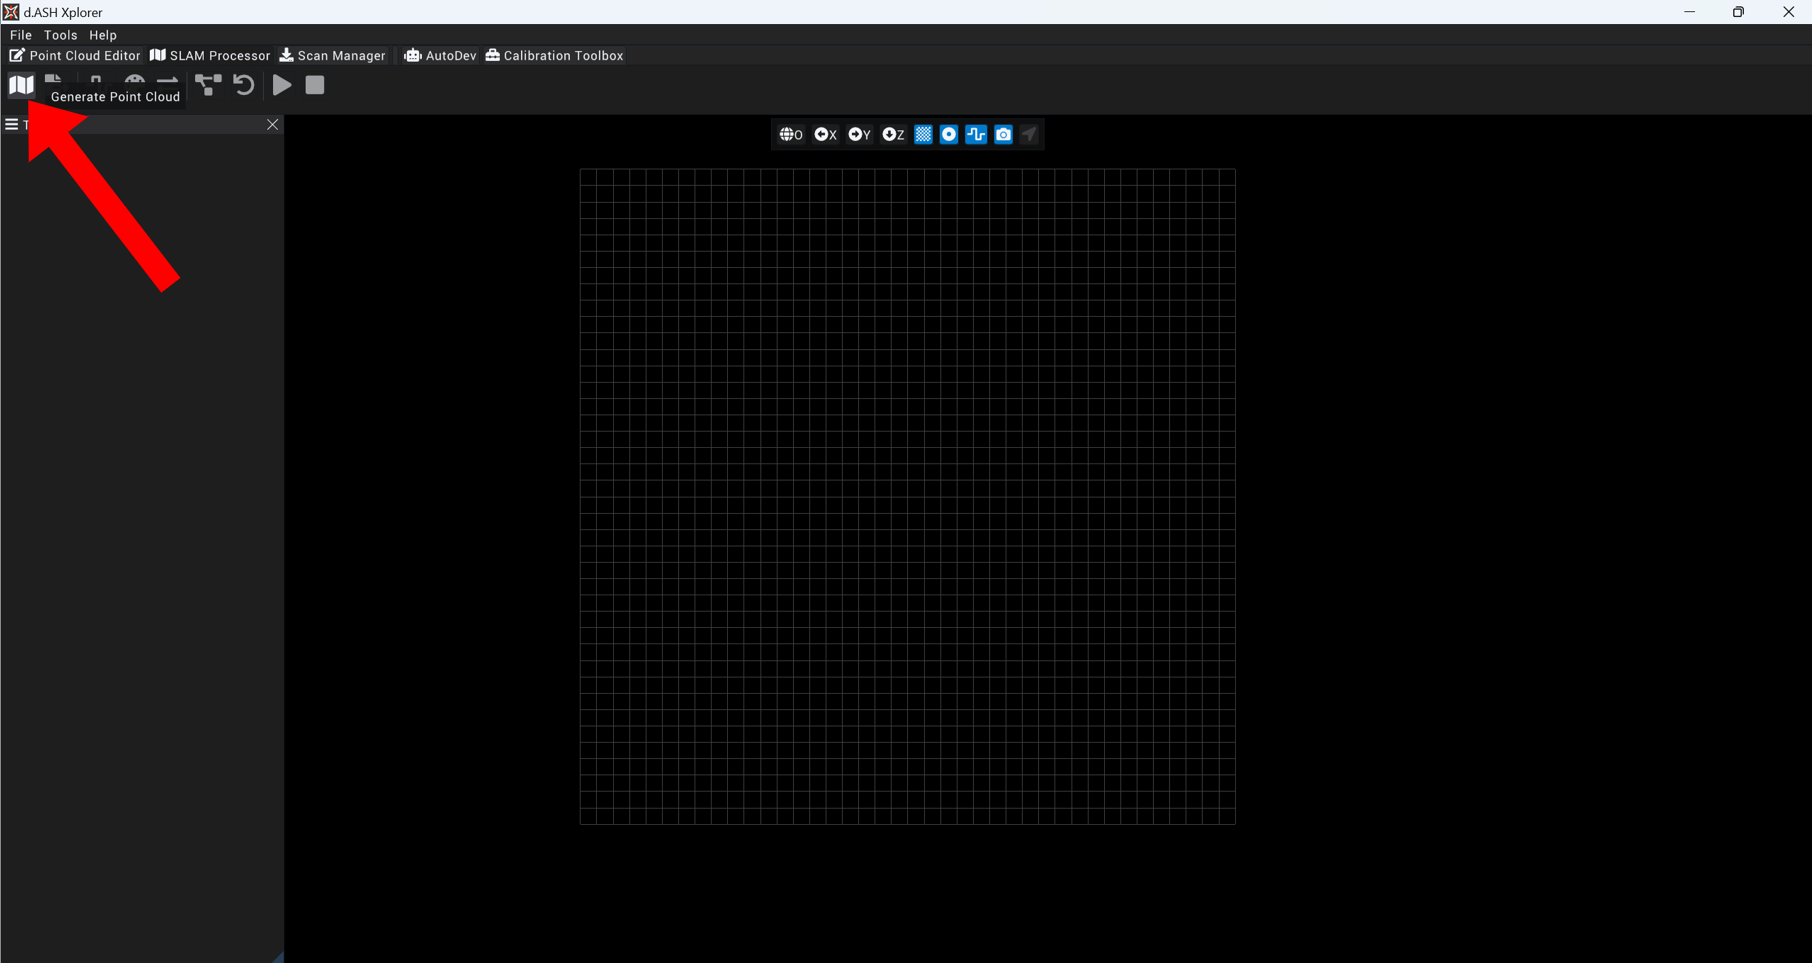 d.ASH Xplorer
File Tools Help
Point Cloud Editor SLAM Processor Scan Manager AutoDev Calibration Toolbox
Generate Point Cloud
O X Y Z